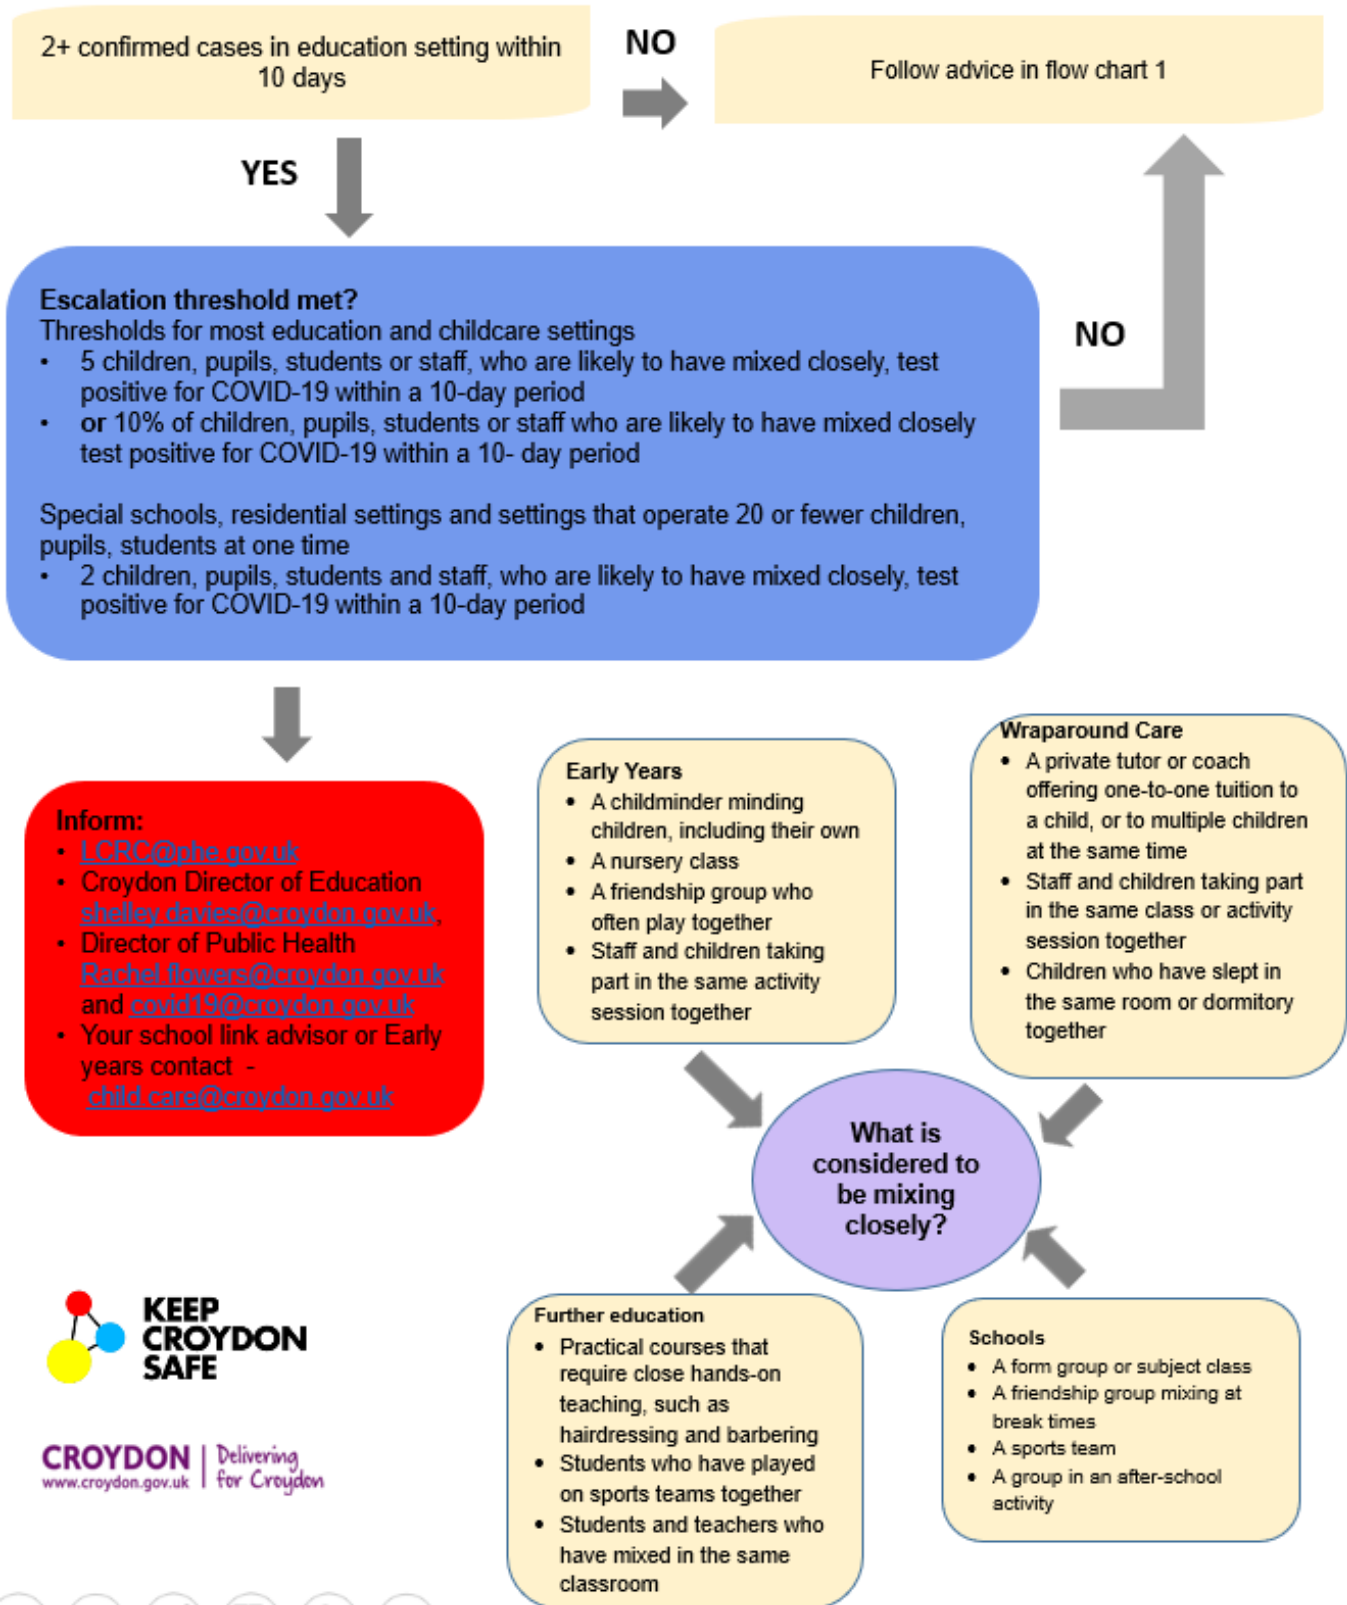 2+ confirmed cases in education setting within
10 days
NO
Follow advice in flow chart 1
YES
Escalation threshold met?
Thresholds for most education and childcare settings
• 5 children, pupils, students or staff, who are likely to have mixed closely, test
positive for COVID-19 within a 10-day period
• or 10% of children, pupils, students or staff who are likely to have mixed closely
test positive for COVID-19 within a 10- day period
Special schools, residential settings and settings that operate 20 or fewer children,
pupils, students at one time
• 2 children, pupils, students and staff, who are likely to have mixed closely, test
positive for COVID-19 within a 10-day period
NO
Inform:
• LCRC@phe.gov.uk
• Croydon Director of Education
shelley.davies@croydon.gov.uk,
• Director of Public Health
Rachel.flowers@croydon.gov.uk
and covid19@croydon.gov.uk
• Your school link advisor or Early
years contact -
child.care@croydon.gov.uk
Early Years
• A childminder minding
children, including their own
• A nursery class
• A friendship group who
often play together
• Staff and children taking
part in the same activity
session together
Wraparound Care
• A private tutor or coach
offering one-to-one tuition to
a child, or to multiple children
at the same time
• Staff and children taking part
in the same class or activity
session together
• Children who have slept in
the same room or dormitory
together
What is
considered to
be mixing
closely?
Further education
• Practical courses that
require close hands-on
teaching, such as
hairdressing and barbering
• Students who have played
on sports teams together
• Students and teachers who
have mixed in the same
classroom
Schools
• A form group or subject class
• A friendship group mixing at
break times
• A sports team
• A group in an after-school
activity
KEEP
CROYDON
SAFE
CROYDON
www.croydon.gov.uk
Delivering
for Croydon